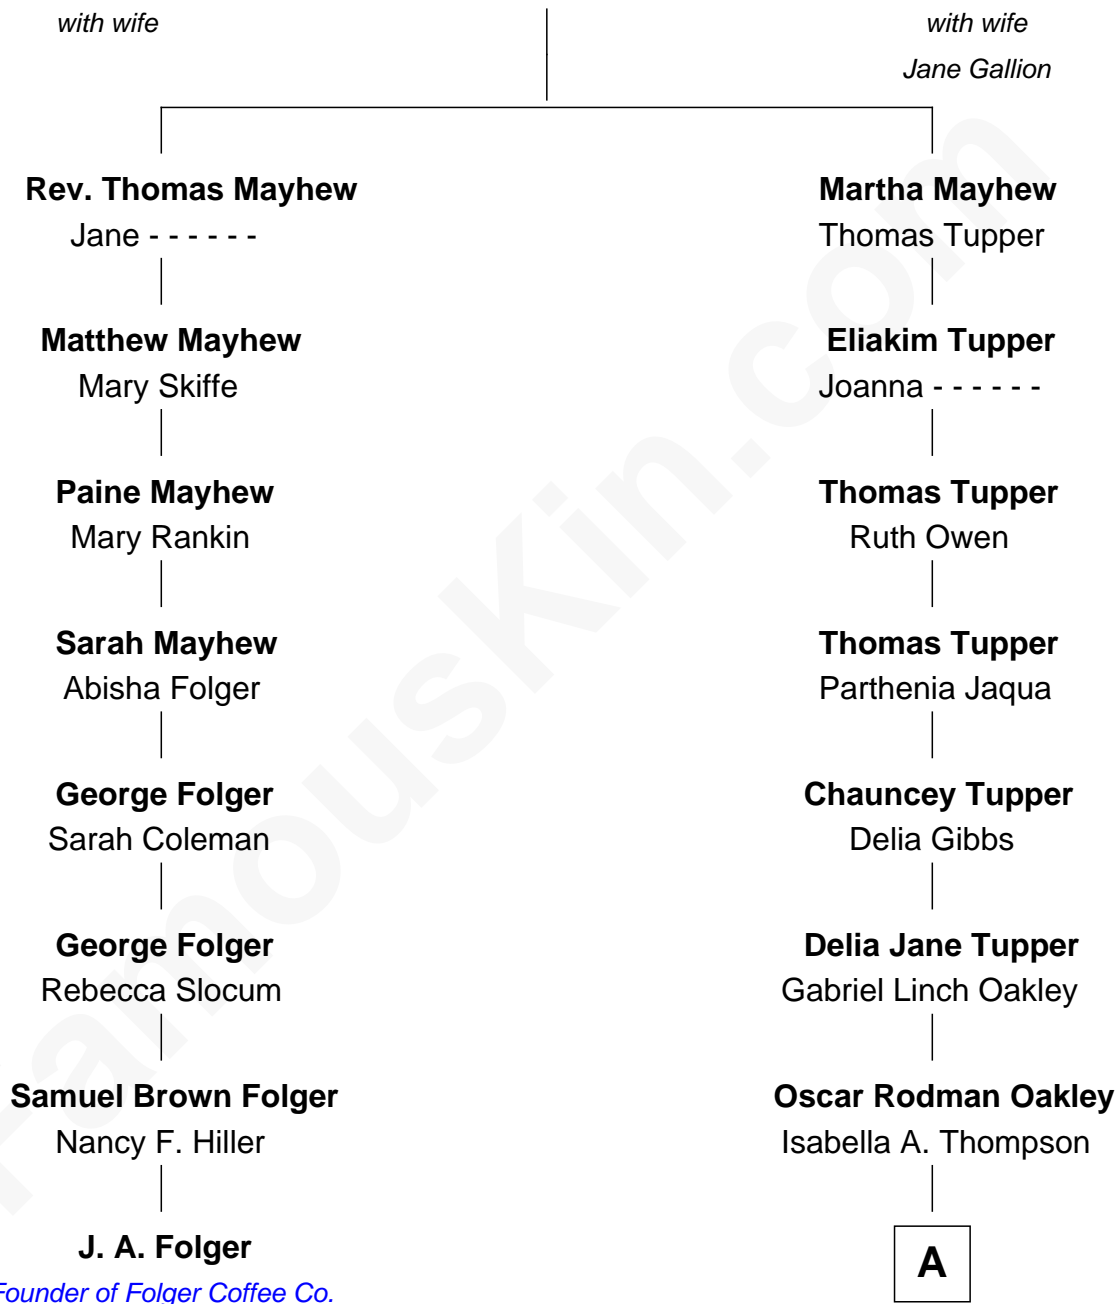 with wife
with wife
Jane Gallion
Rev. Thomas Mayhew
Martha Mayhew
Jane - - - - - -
Thomas Tupper
Matthew Mayhew
Eliakim Tupper
Mary Skiffe
Joanna - - - - - -
Paine Mayhew
Thomas Tupper
Mary Rankin
Ruth Owen
Sarah Mayhew
Thomas Tupper
Abisha Folger
Parthenia Jaqua
George Folger
Chauncey Tupper
Sarah Coleman
Delia Gibbs
George Folger
Delia Jane Tupper
Rebecca Slocum
Gabriel Linch Oakley
Samuel Brown Folger
Oscar Rodman Oakley
Nancy F. Hiller
Isabella A. Thompson
J. A. Folger
A
Founder of Folger Coffee Co.
FamousKin.com